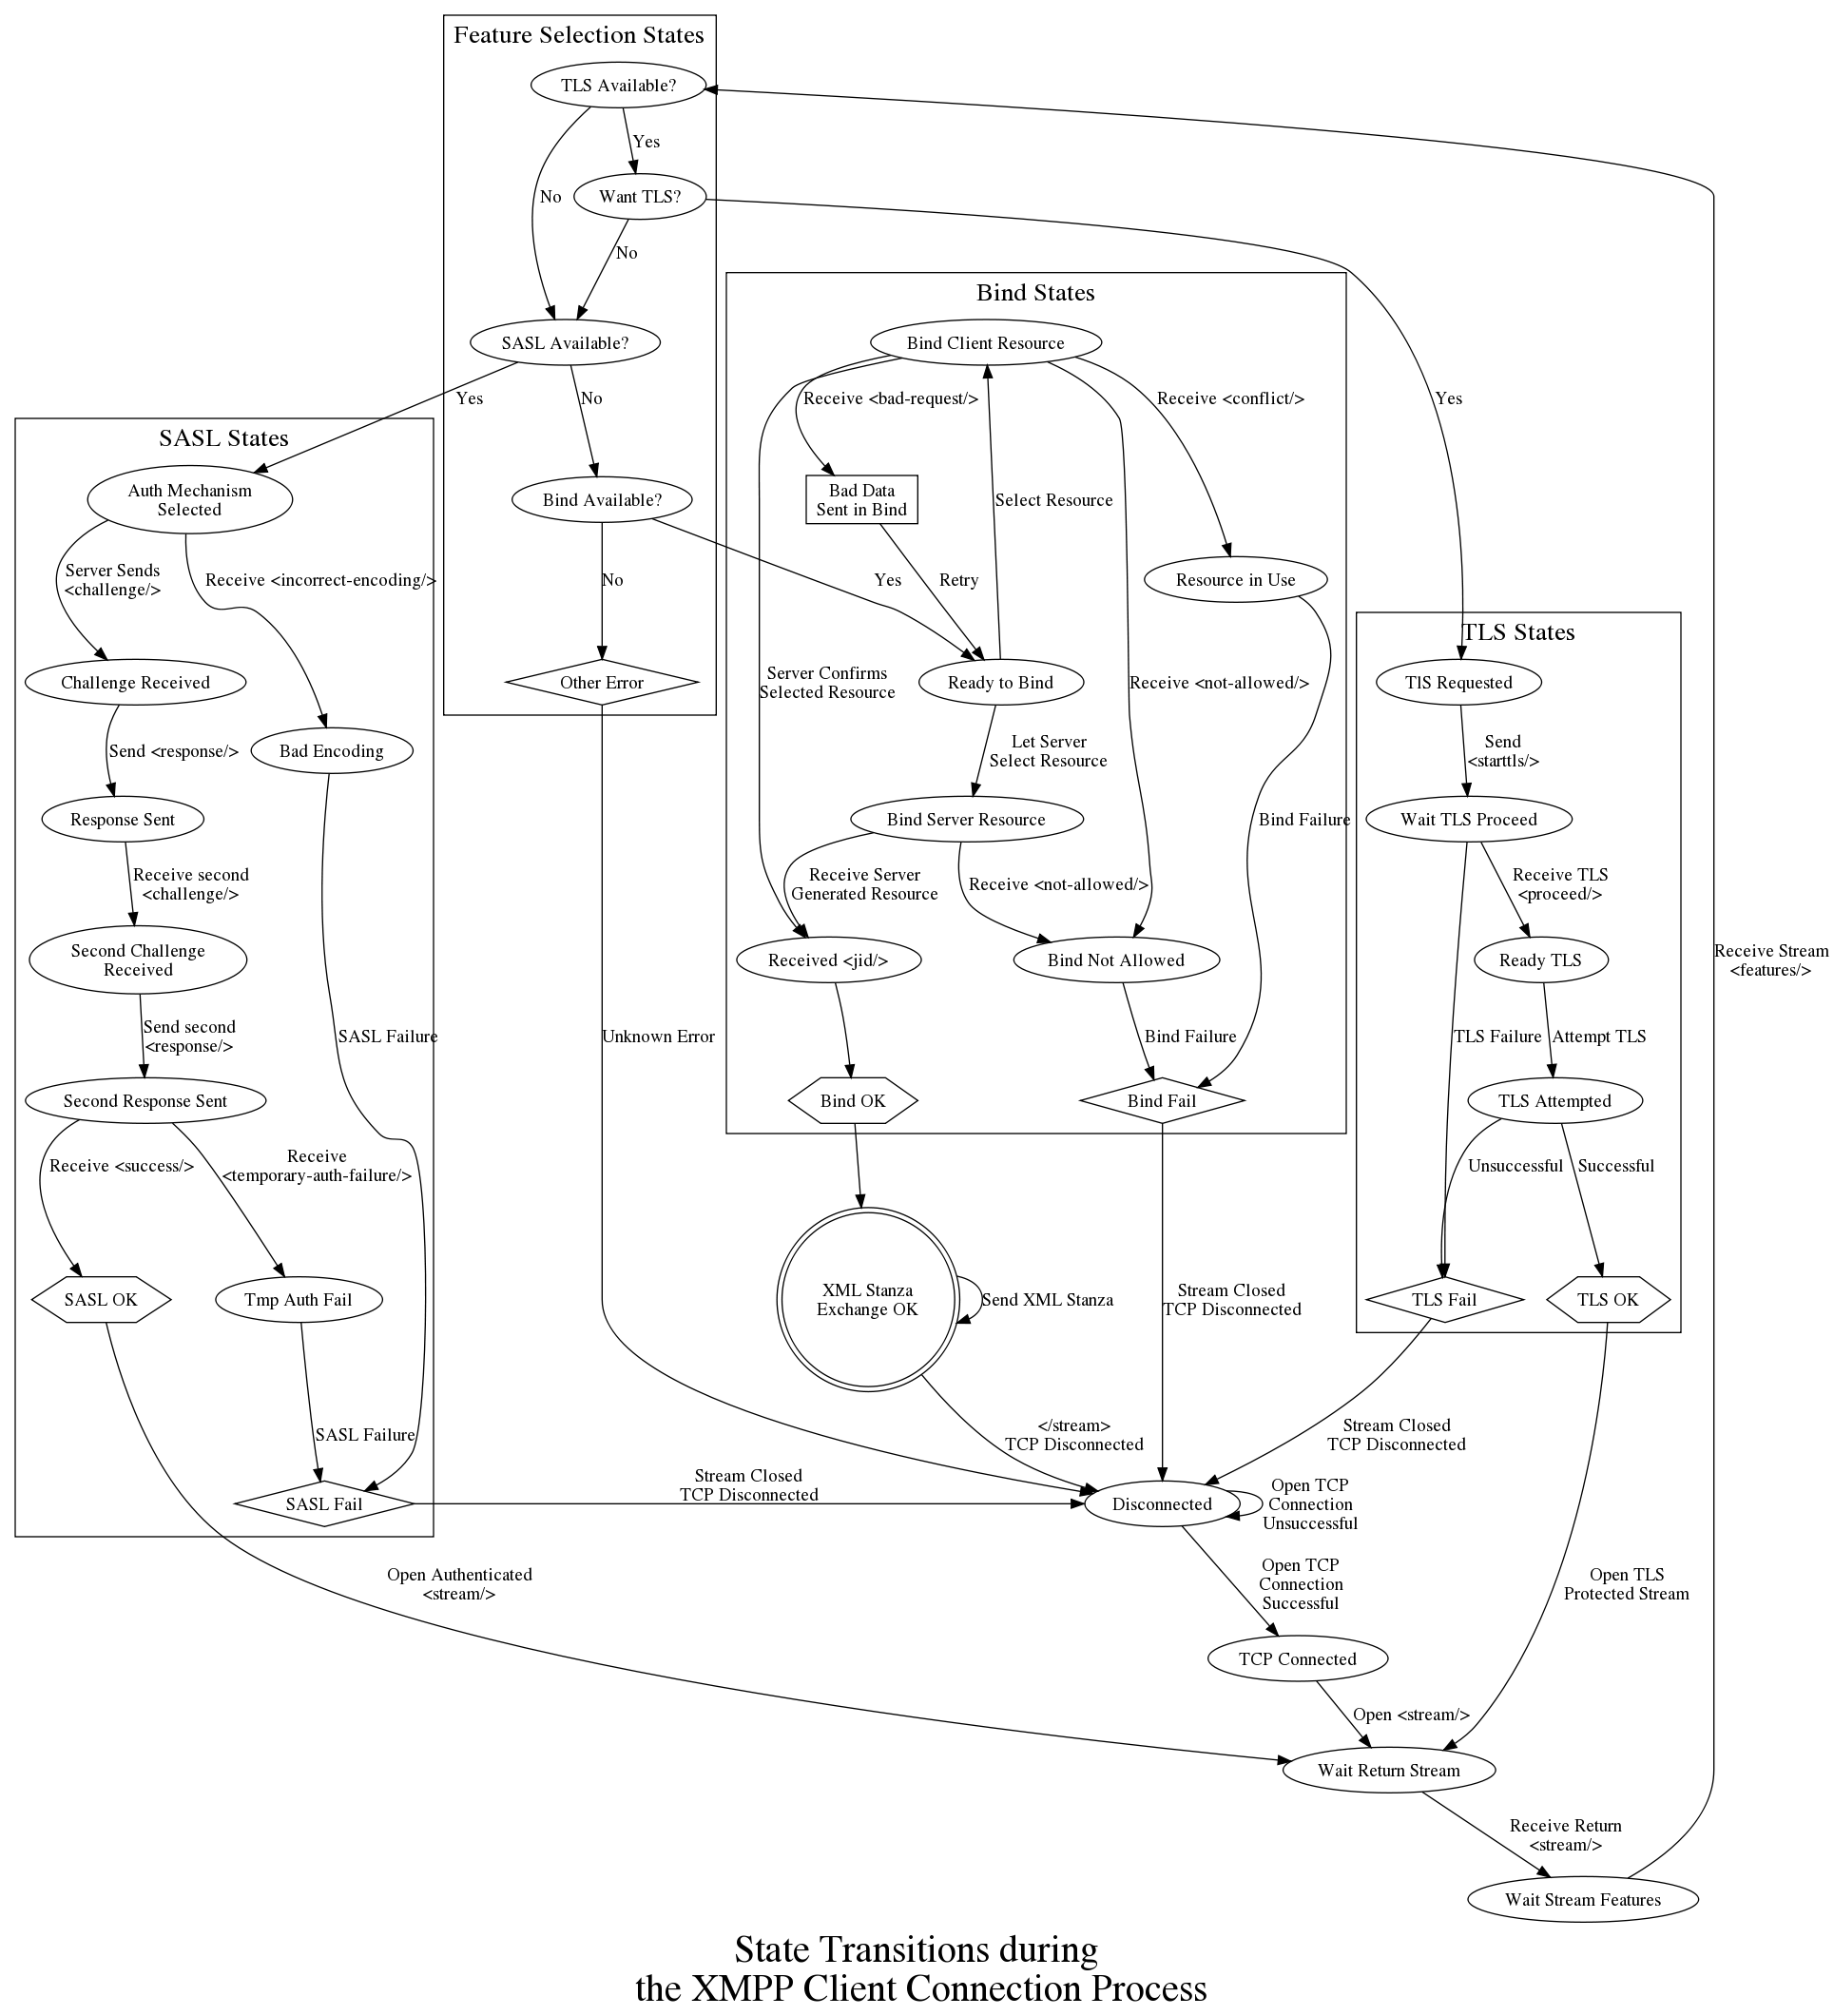 Feature Selection States
TLS Available?
Yes
No
Want TLS?
No
Yes
SASL Available?
Yes
No
Bind Available?
No
Yes
Other Error
Unknown Error
Bind States
Bind Client Resource
Receive <bad-request/>
Receive <conflict/>
Bad Data
Sent in Bind
Select Resource
Retry
Resource in Use
Server Confirms
Selected Resource
Ready to Bind
Receive <not-allowed/>
Let Server
Select Resource
Bind Server Resource
Bind Failure
Receive Server
Generated Resource
Receive <not-allowed/>
Received <jid/>
Bind Not Allowed
Bind Failure
Bind OK
Bind Fail
SASL States
Auth Mechanism
Selected
Server Sends
<challenge/>
Receive <incorrect-encoding/>
Challenge Received
Send <response/>
Bad Encoding
Response Sent
Receive second
<challenge/>
Second Challenge
Received
Send second
<response/>
SASL Failure
Second Response Sent
Receive <success/>
Receive
<temporary-auth-failure/>
SASL OK
Tmp Auth Fail
SASL Failure
SASL Fail
TLS States
TlS Requested
Send
<starttls/>
Wait TLS Proceed
Receive TLS
<proceed/>
Ready TLS
TLS Failure
Attempt TLS
TLS Attempted
Unsuccessful
Successful
TLS Fail
TLS OK
Receive Stream
<features/>
XML Stanza
Exchange OK
Send XML Stanza
Stream Closed
TCP Disconnected
</stream>
TCP Disconnected
Stream Closed
TCP Disconnected
Stream Closed
TCP Disconnected
Disconnected
Open TCP
Connection
Unsuccessful
Open Authenticated
<stream/>
Open TCP
Connection
Successful
Open TLS
Protected Stream
TCP Connected
Open <stream/>
Wait Return Stream
Receive Return
<stream/>
Wait Stream Features
State Transitions during
the XMPP Client Connection Process